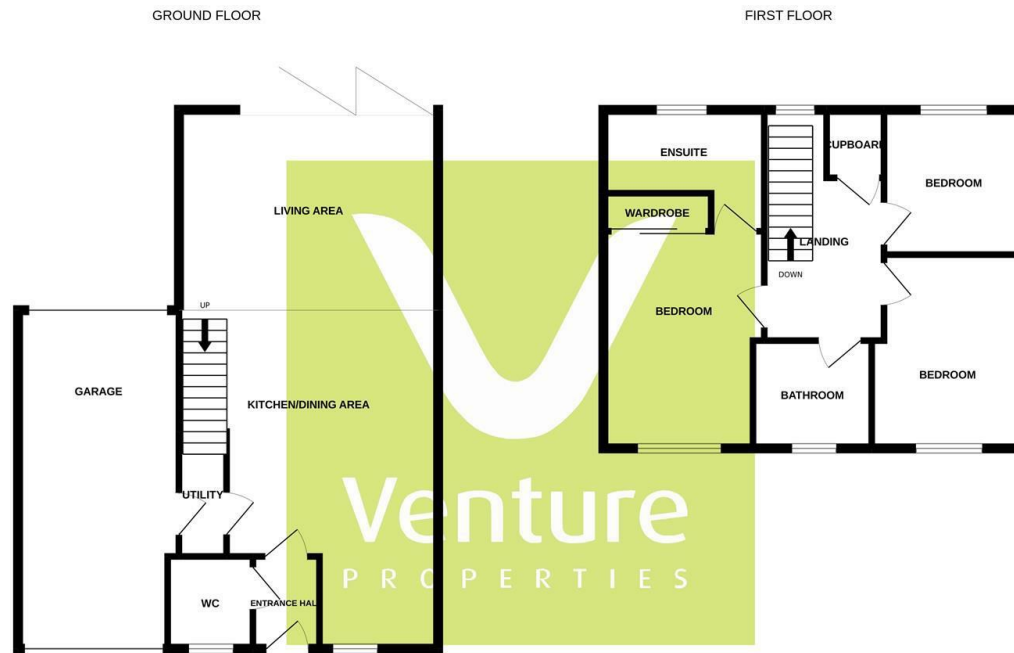 GROUND FLOOR
FIRST FLOOR
LIVING AREA
UP
GARAGE
KITCHEN/DINING AREA
UTILITY
WC
ENTRANCE HALL
ENSUITE
CUPBOARD
BEDROOM
WARDROBE
LANDING
DOWN
BEDROOM
BEDROOM
BATHROOM
Venture
PROPERTIES